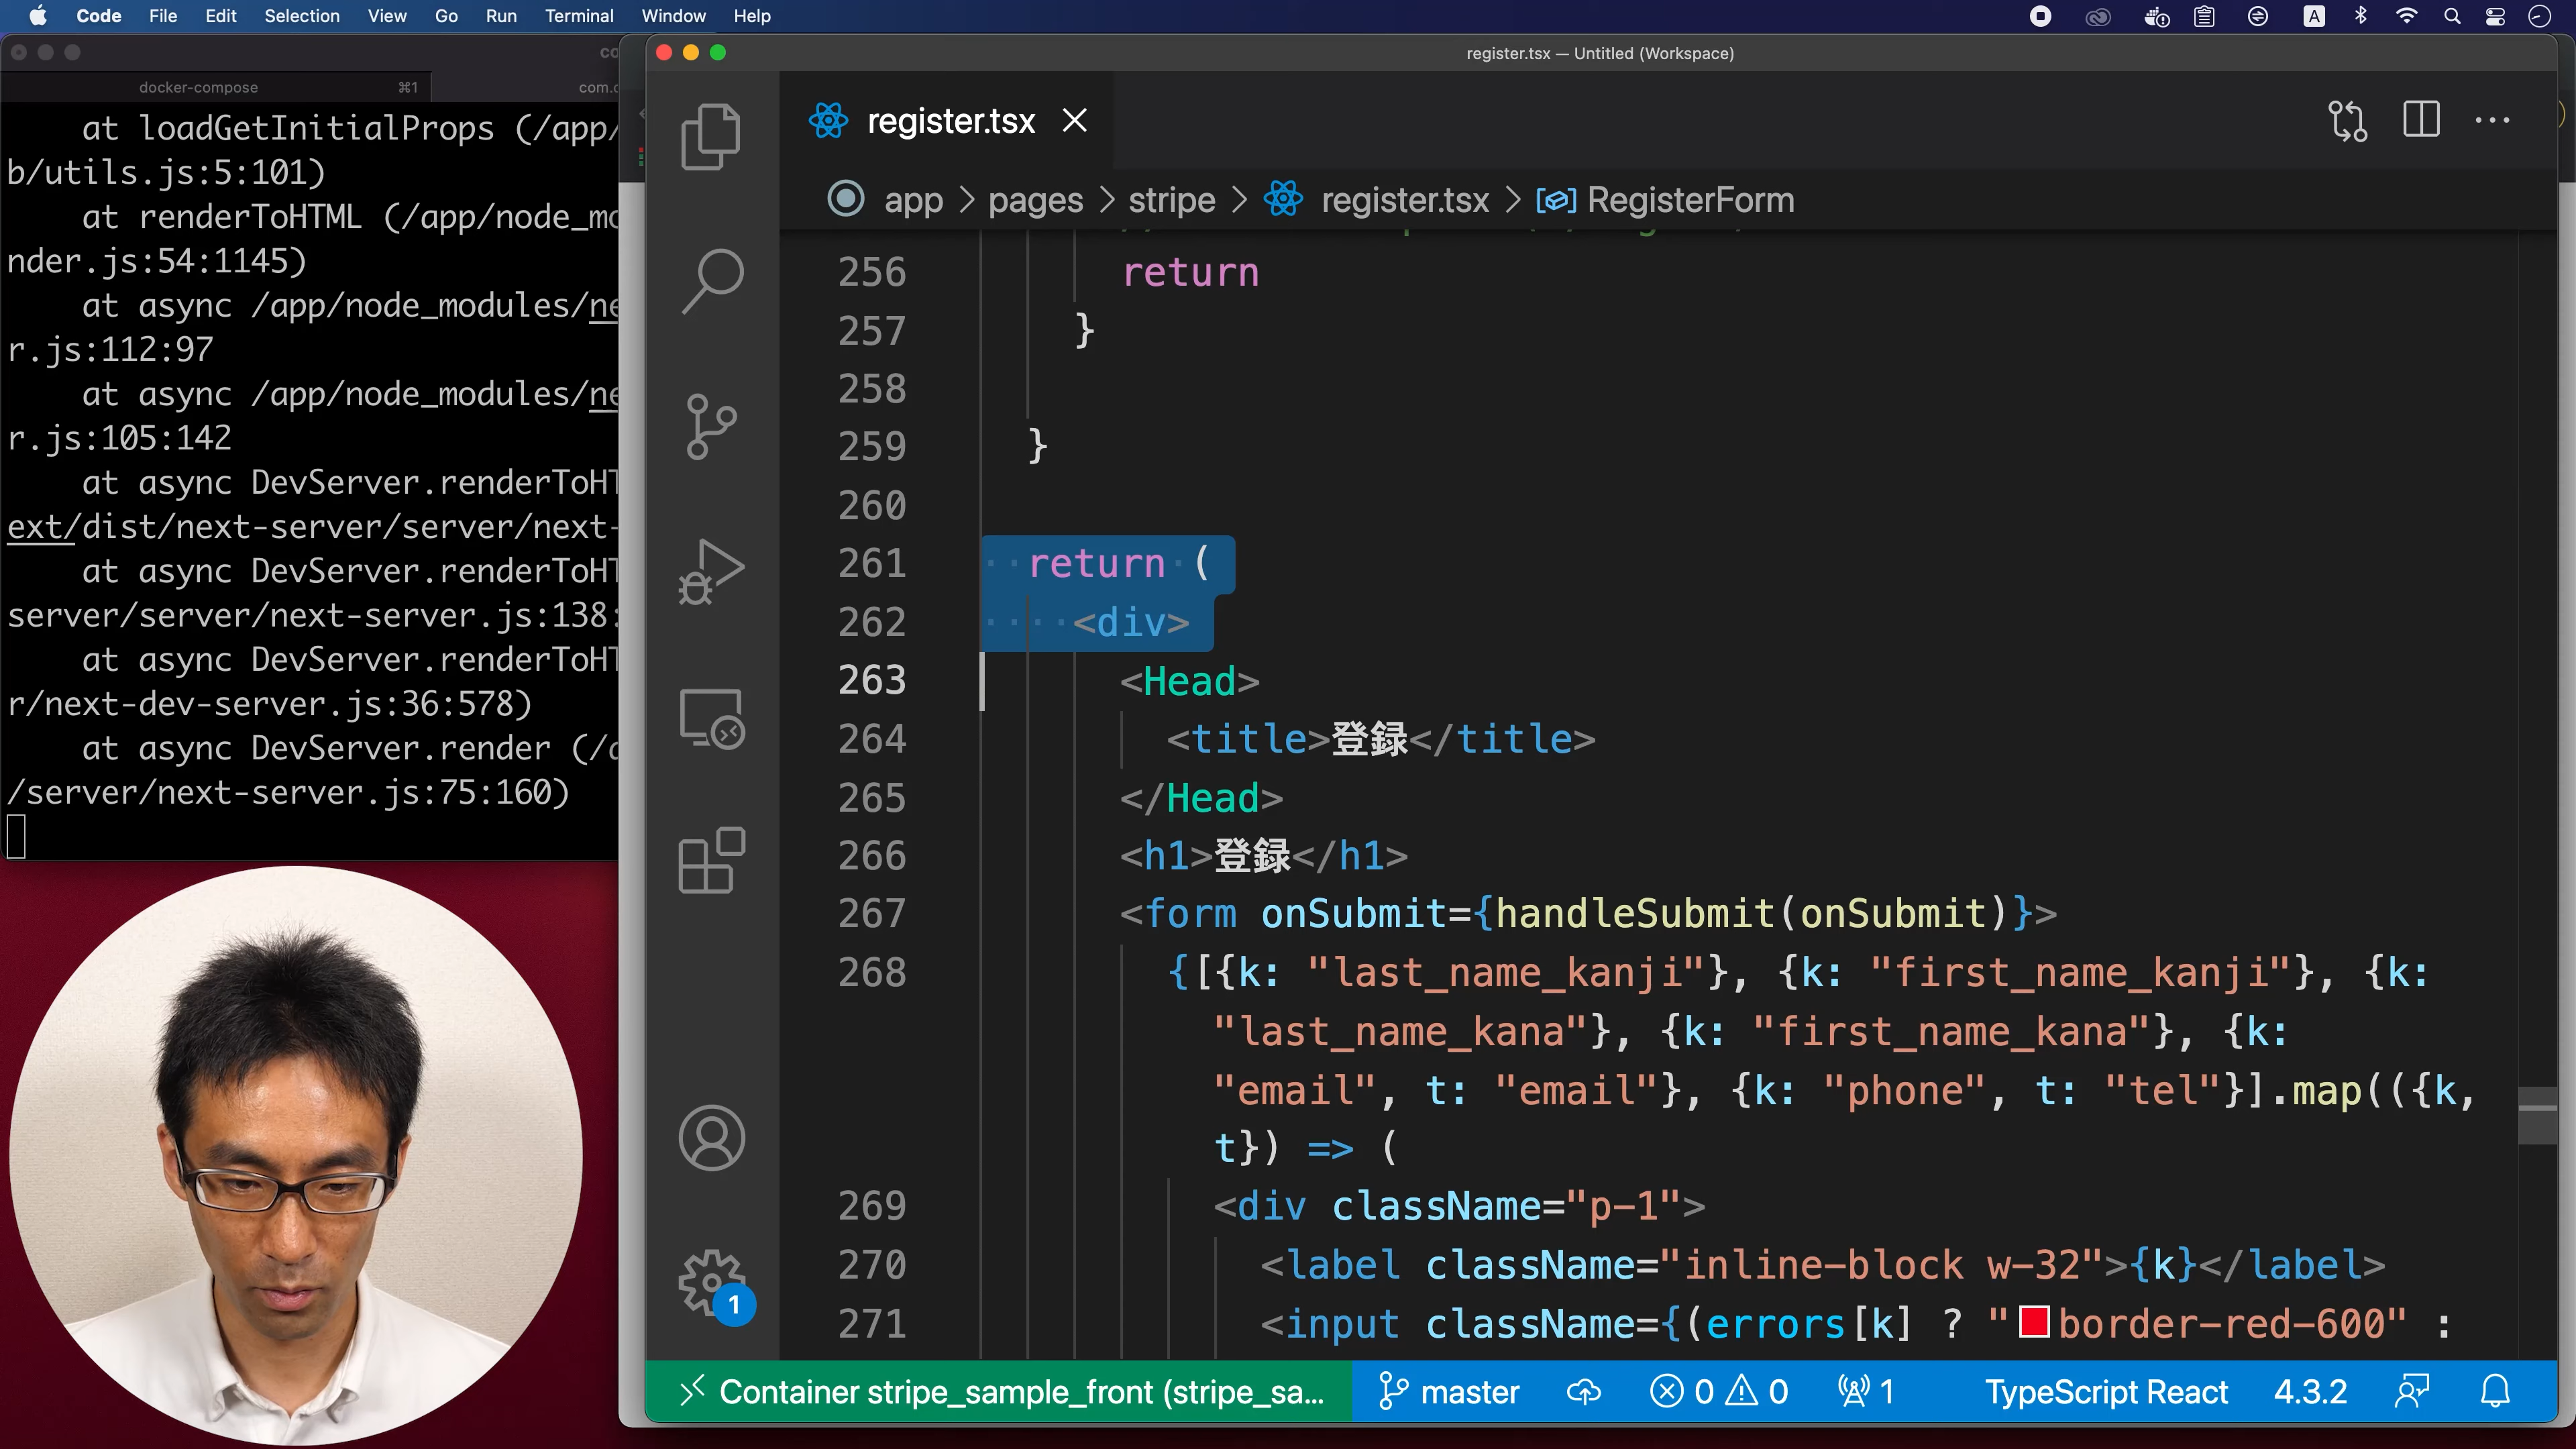 Code File Edit Selection View Go Run Terminal Window Help
A
docker-compose ⌘1
at loadGetInitialProps (/app/
b/utils.js:5:101)
at renderToHTML (/app/node_mo
nder.js:54:1145)
at async /app/node_modules/ne
r.js:112:97
at async /app/node_modules/ne
r.js:105:142
at async DevServer.renderToHT
ext/dist/next-server/server/next-
at async DevServer.renderToHT
server/server/next-server.js:138:
at async DevServer.renderToHT
r/next-dev-server.js:36:578)
at async DevServer.render (/a
/server/next-server.js:75:160)
register.tsx — Untitled (Workspace)
register.tsx
app > pages > stripe > register.tsx > RegisterForm
256 return
257 }
258
259 }
260
261 return (
262 <div>
263 <Head>
264 <title>登録</title>
265 </Head>
266 <h1>登録</h1>
267 <form onSubmit={handleSubmit(onSubmit)}>
268 {[{k: "last_name_kanji"}, {k: "first_name_kanji"}, {k:
"last_name_kana"}, {k: "first_name_kana"}, {k:
"email", t: "email"}, {k: "phone", t: "tel"}].map(({k,
t}) => (
269 <div className="p-1">
270 <label className="inline-block w-32">{k}</label>
271 <input className={(errors[k] ? "border-red-600" :
1
Container stripe_sample_front (stripe_sa... master 0 0 1 TypeScript React 4.3.2